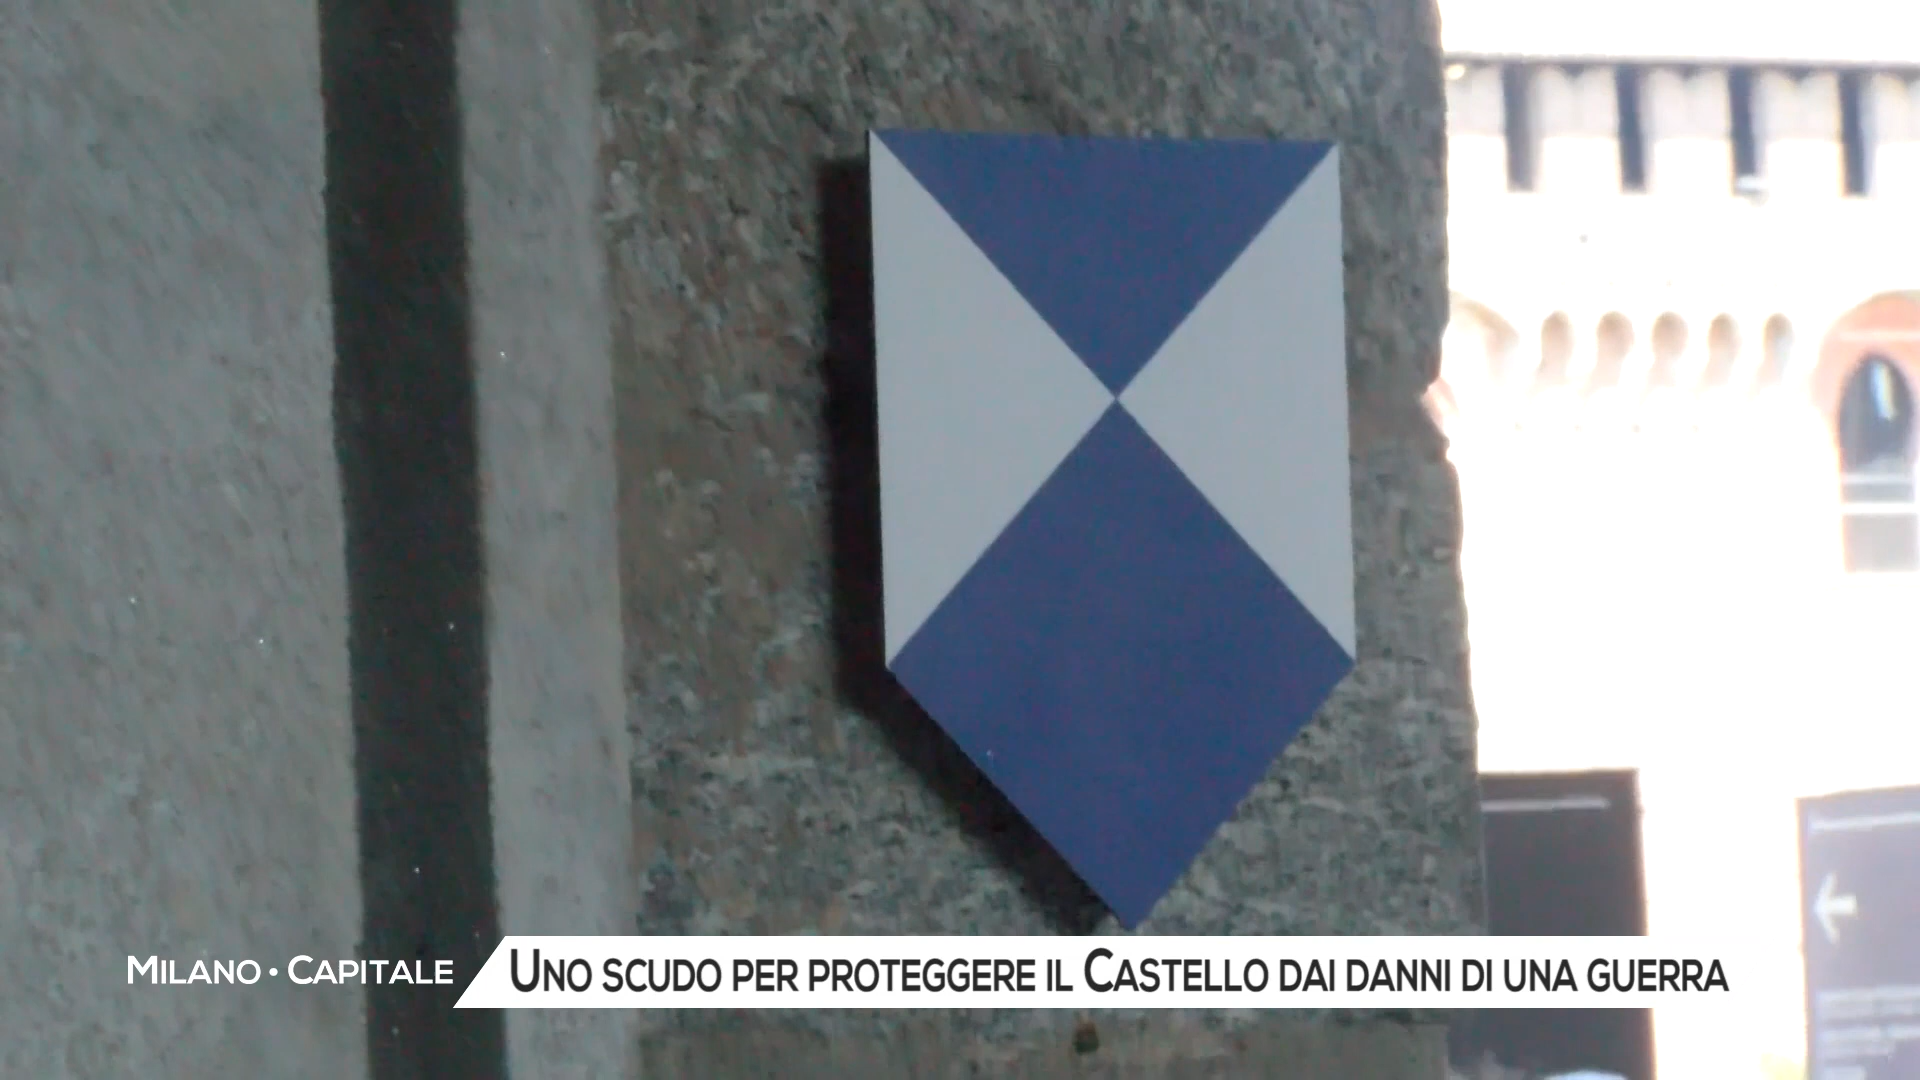 Milano • Capitale
Uno scudo per proteggere il Castello dai danni di una guerra